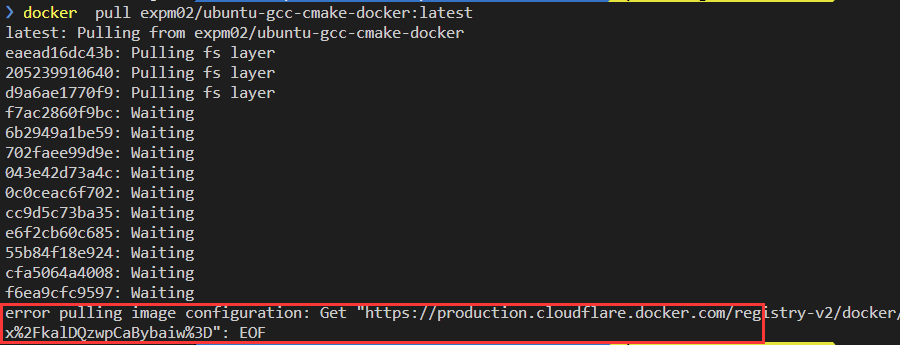 ❯ docker  pull expm02/ubuntu-gcc-cmake-docker:latest
latest: Pulling from expm02/ubuntu-gcc-cmake-docker
eaead16dc43b: Pulling fs layer
205239910640: Pulling fs layer
d9a6ae1770f9: Pulling fs layer
f7ac2860f9bc: Waiting
6b2949a1be59: Waiting
702faee99d9e: Waiting
043e42d73a4c: Waiting
0c0ceac6f702: Waiting
cc9d5c73ba35: Waiting
e6f2cb60c685: Waiting
55b84f18e924: Waiting
cfa5064a4008: Waiting
f6ea9cfc9597: Waiting
error pulling image configuration: Get "https://production.cloudflare.docker.com/registry-v2/docker/
x%2FkalDQzwpCaBybaiw%3D": EOF